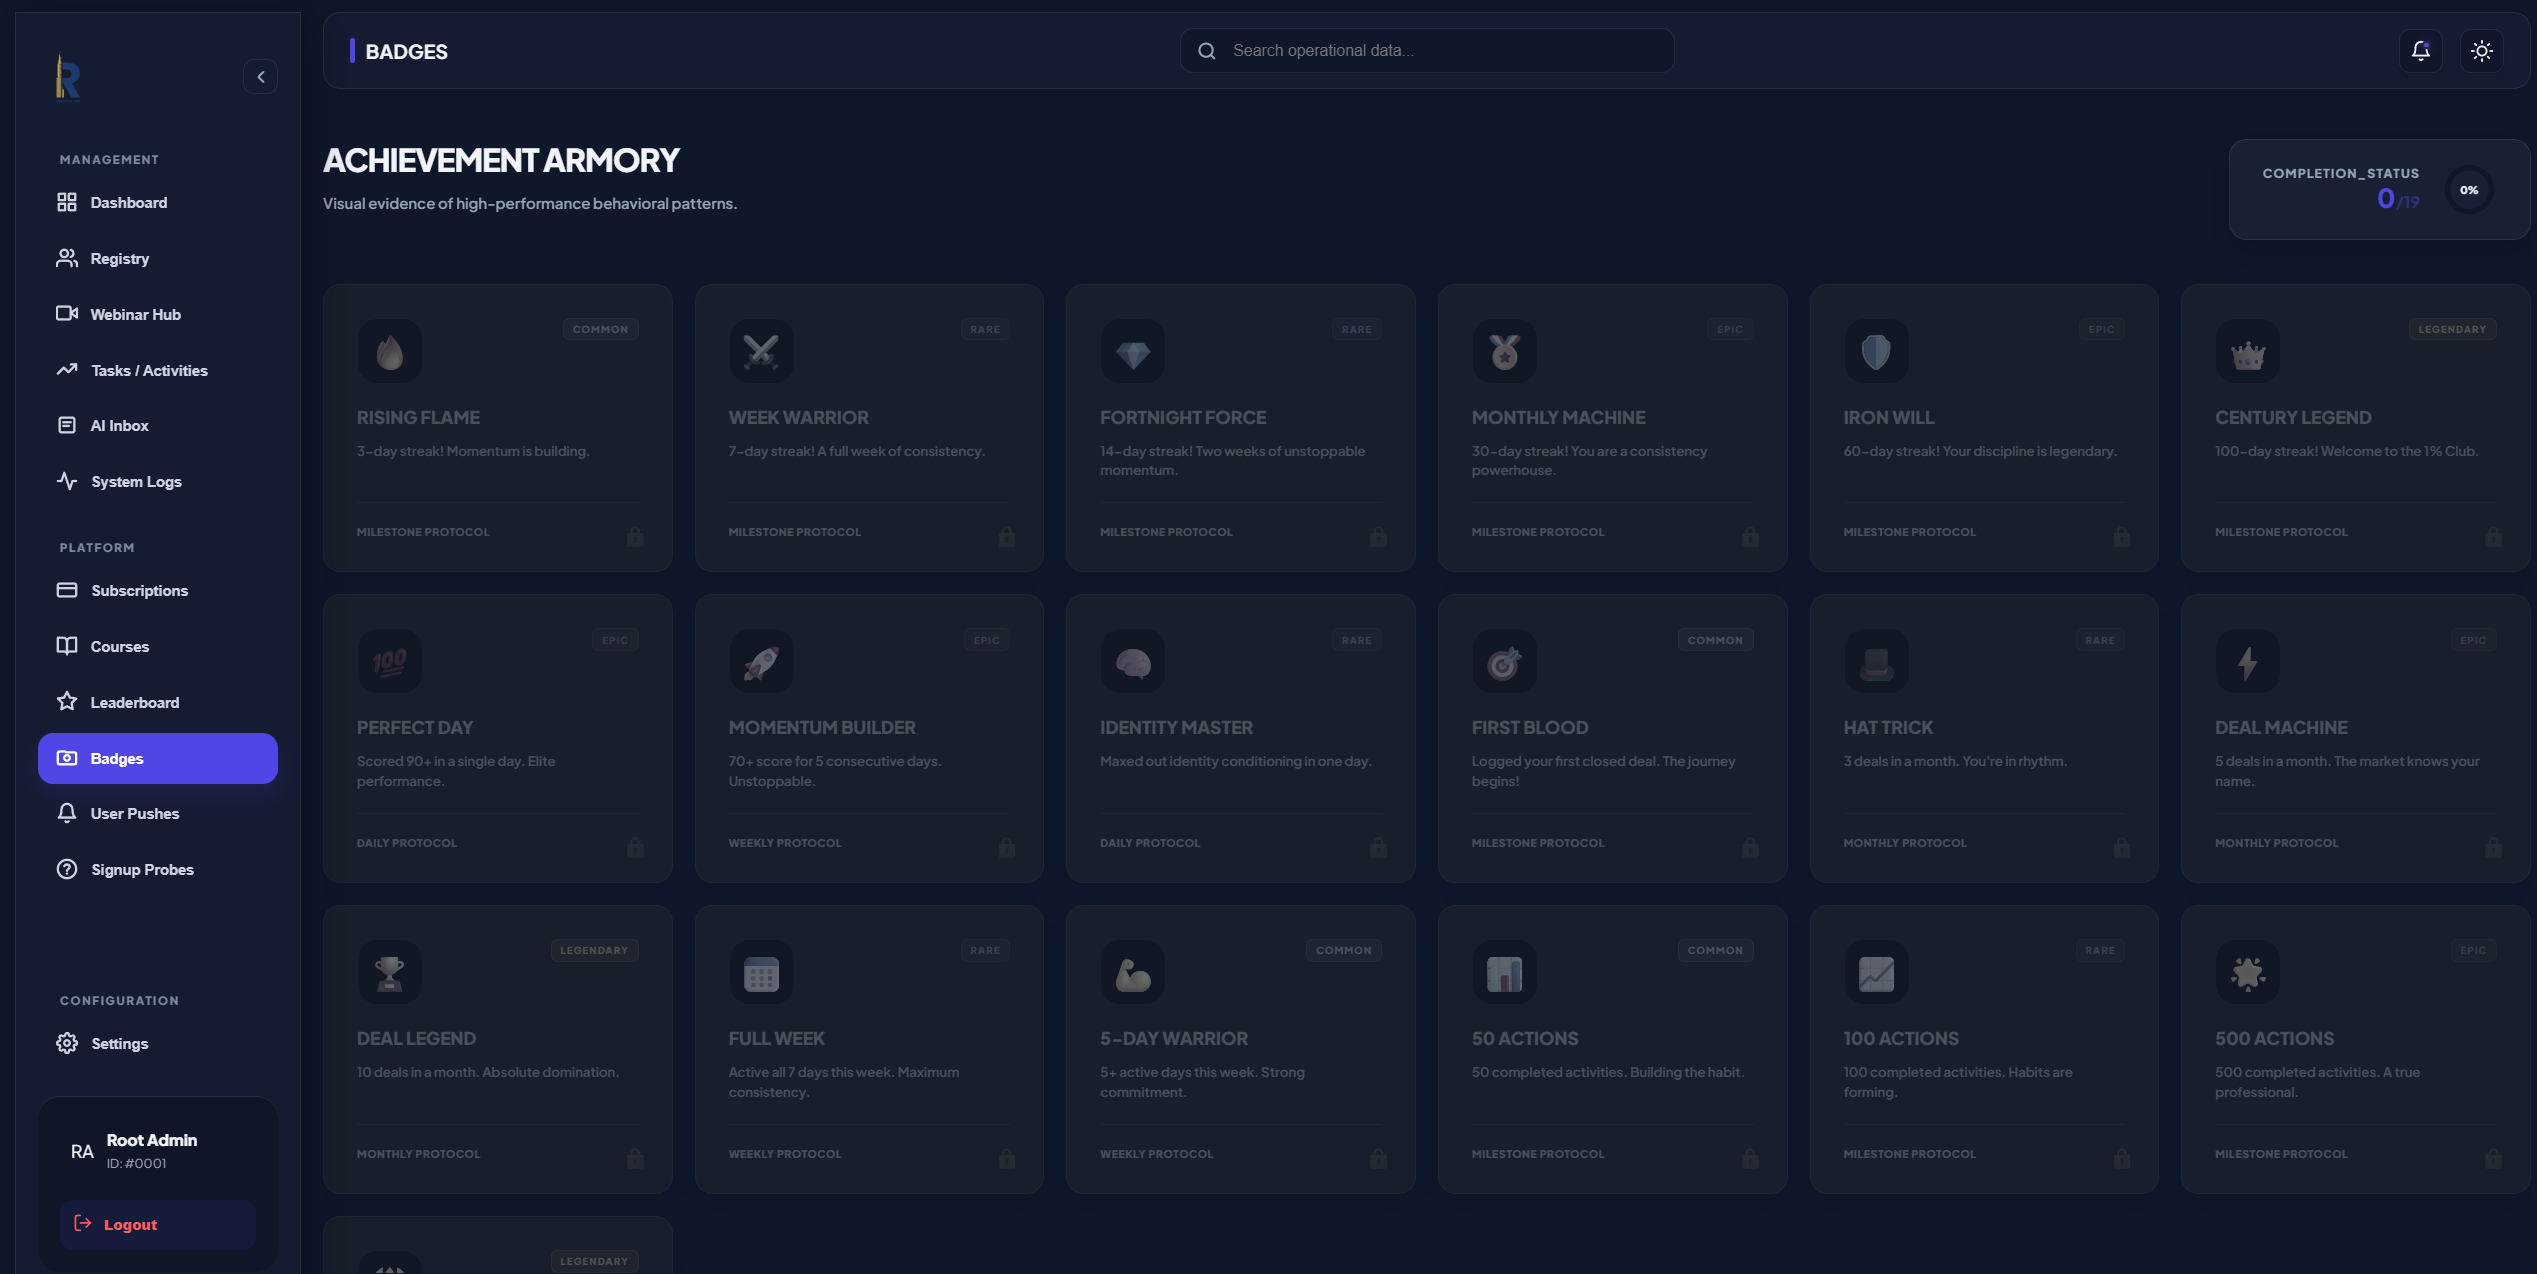 R
MANAGEMENT
Dashboard
Registry
Webinar Hub
Tasks / Activities
AI Inbox
System Logs
PLATFORM
Subscriptions
Courses
Leaderboard
Badges
User Pushes
Signup Probes
CONFIGURATION
Settings
RA
Root Admin
ID: #0001
Logout
BADGES
Search operational data...
ACHIEVEMENT ARMORY
Visual evidence of high-performance behavioral patterns.
COMPLETION_STATUS
0/19
0%
COMMON
RISING FLAME
3-day streak! Momentum is building.
MILESTONE PROTOCOL
RARE
WEEK WARRIOR
7-day streak! A full week of consistency.
MILESTONE PROTOCOL
RARE
FORTNIGHT FORCE
14-day streak! Two weeks of unstoppable
momentum.
MILESTONE PROTOCOL
EPIC
MONTHLY MACHINE
30-day streak! You are a consistency
powerhouse.
MILESTONE PROTOCOL
EPIC
IRON WILL
60-day streak! Your discipline is legendary.
MILESTONE PROTOCOL
LEGENDARY
CENTURY LEGEND
100-day streak! Welcome to the 1% Club.
MILESTONE PROTOCOL
100
EPIC
PERFECT DAY
Scored 90+ in a single day. Elite
performance.
DAILY PROTOCOL
EPIC
MOMENTUM BUILDER
70+ score for 5 consecutive days.
Unstoppable.
WEEKLY PROTOCOL
RARE
IDENTITY MASTER
Maxed out identity conditioning in one day.
DAILY PROTOCOL
COMMON
FIRST BLOOD
Logged your first closed deal. The journey
begins!
MILESTONE PROTOCOL
RARE
HAT TRICK
3 deals in a month. You're in rhythm.
MONTHLY PROTOCOL
EPIC
DEAL MACHINE
5 deals in a month. The market knows your
name.
MONTHLY PROTOCOL
LEGENDARY
DEAL LEGEND
10 deals in a month. Absolute domination.
MONTHLY PROTOCOL
RARE
FULL WEEK
Active all 7 days this week. Maximum
consistency.
WEEKLY PROTOCOL
COMMON
5-DAY WARRIOR
5+ active days this week. Strong
commitment.
WEEKLY PROTOCOL
COMMON
50 ACTIONS
50 completed activities. Building the habit.
MILESTONE PROTOCOL
RARE
100 ACTIONS
100 completed activities. Habits are
forming.
MILESTONE PROTOCOL
EPIC
500 ACTIONS
500 completed activities. A true
professional.
MILESTONE PROTOCOL
LEGENDARY